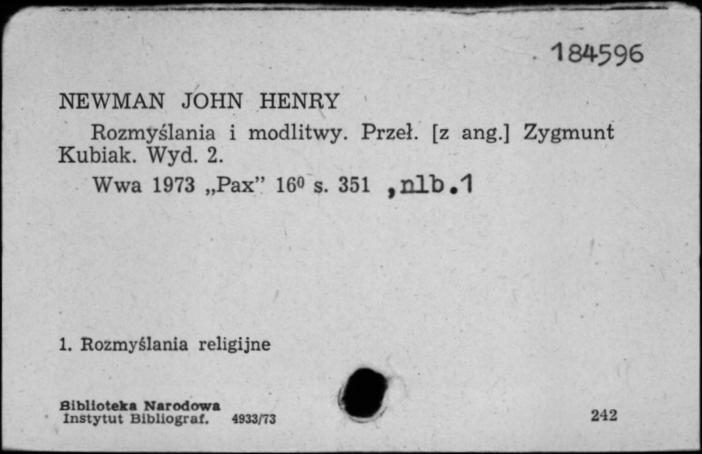 184596
NEWMAN JOHN HENRY
Rozmyślania i modlitwy. Przeł. [z ang.] Zygmunt
Kubiak. Wyd. 2.
Wwa 1973 „Pax” 16⁰ s. 351 ,nlb.1
1. Rozmyślania religijne
Biblioteka Narodowa
Instytut Bibliograf. 4933/73
242